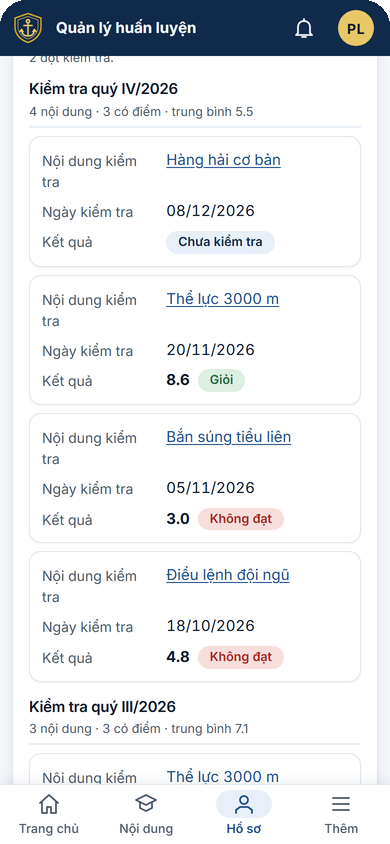 Quản lý huấn luyện
PL
2 đợt kiểm tra.
Kiểm tra quý IV/2026
4 nội dung · 3 có điểm · trung bình 5.5
Nội dung kiểm tra
Hàng hải cơ bản
Ngày kiểm tra
08/12/2026
Kết quả
Chưa kiểm tra
Nội dung kiểm tra
Thể lực 3000 m
Ngày kiểm tra
20/11/2026
Kết quả
8.6 Giỏi
Nội dung kiểm tra
Bắn súng tiểu liên
Ngày kiểm tra
05/11/2026
Kết quả
3.0 Không đạt
Nội dung kiểm tra
Điều lệnh đội ngũ
Ngày kiểm tra
18/10/2026
Kết quả
4.8 Không đạt
Kiểm tra quý III/2026
3 nội dung · 3 có điểm · trung bình 7.1
Nội dung kiểm
Thể lực 3000 m
Trang chủ
Nội dung
Hồ sơ
Thêm